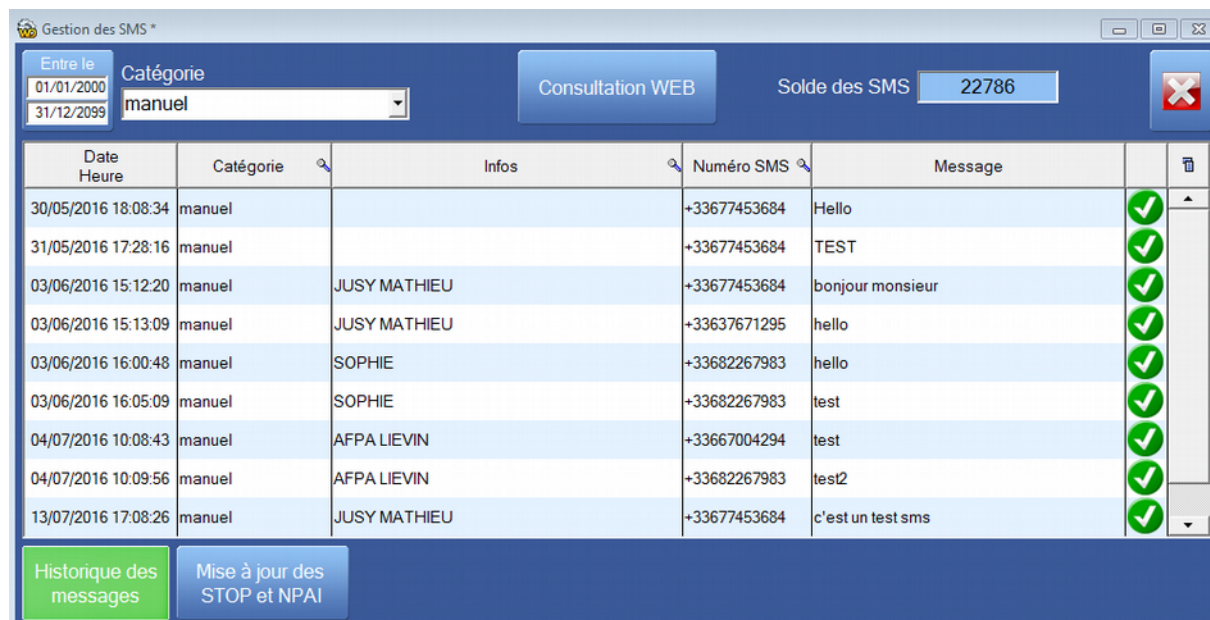 Gestion des SMS *
Entre le
01/01/2000
31/12/2099
Catégorie
manuel
Consultation WEB
Solde des SMS 22786
Date Heure Catégorie Infos Numéro SMS Message
30/05/2016 18:08:34 manuel +33677453684 Hello
31/05/2016 17:28:16 manuel +33677453684 TEST
03/06/2016 15:12:20 manuel JUSY MATHIEU +33677453684 bonjour monsieur
03/06/2016 15:13:09 manuel JUSY MATHIEU +33637671295 hello
03/06/2016 16:00:48 manuel SOPHIE +33682267983 hello
03/06/2016 16:05:09 manuel SOPHIE +33682267983 test
04/07/2016 10:08:43 manuel AFPA LIEVIN +33667004294 test
04/07/2016 10:09:56 manuel AFPA LIEVIN +33682267983 test2
13/07/2016 17:08:26 manuel JUSY MATHIEU +33677453684 c'est un test sms
Historique des
messages
Mise à jour des
STOP et NPAI